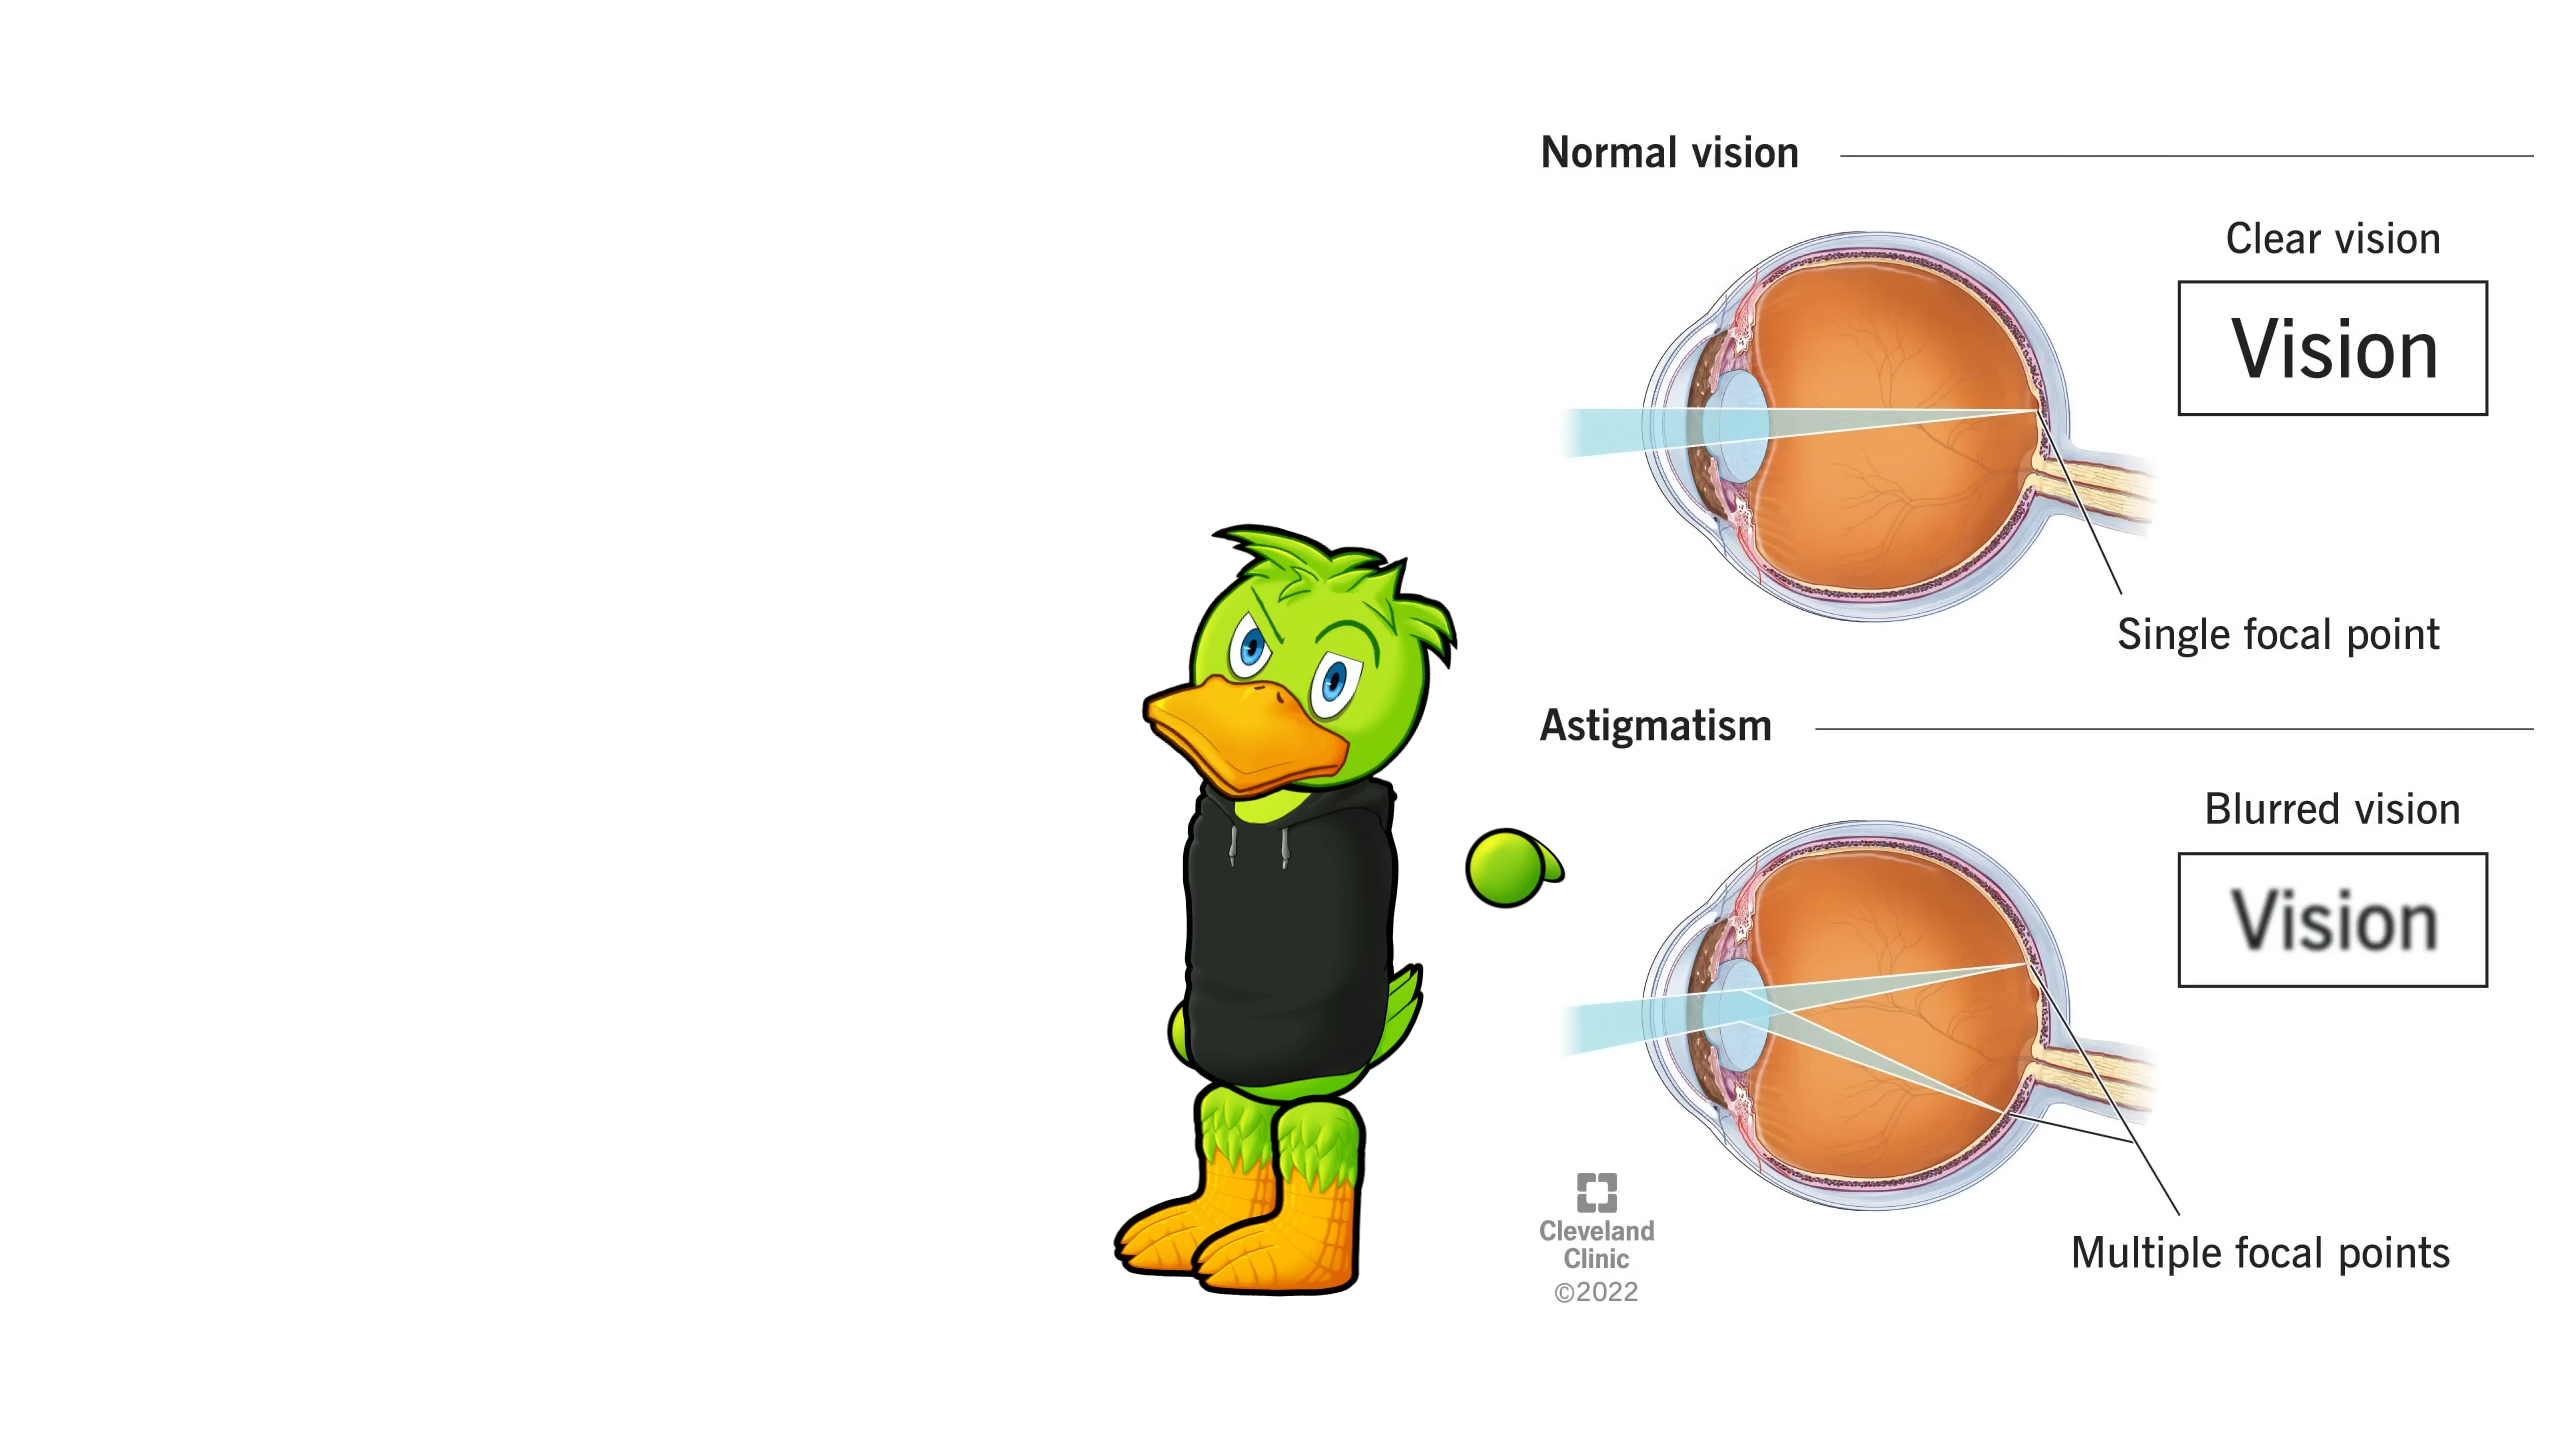 Normal vision
Clear vision
Vision
Single focal point
Astigmatism
Blurred vision
Vision
Multiple focal points
Cleveland
Clinic
©2022